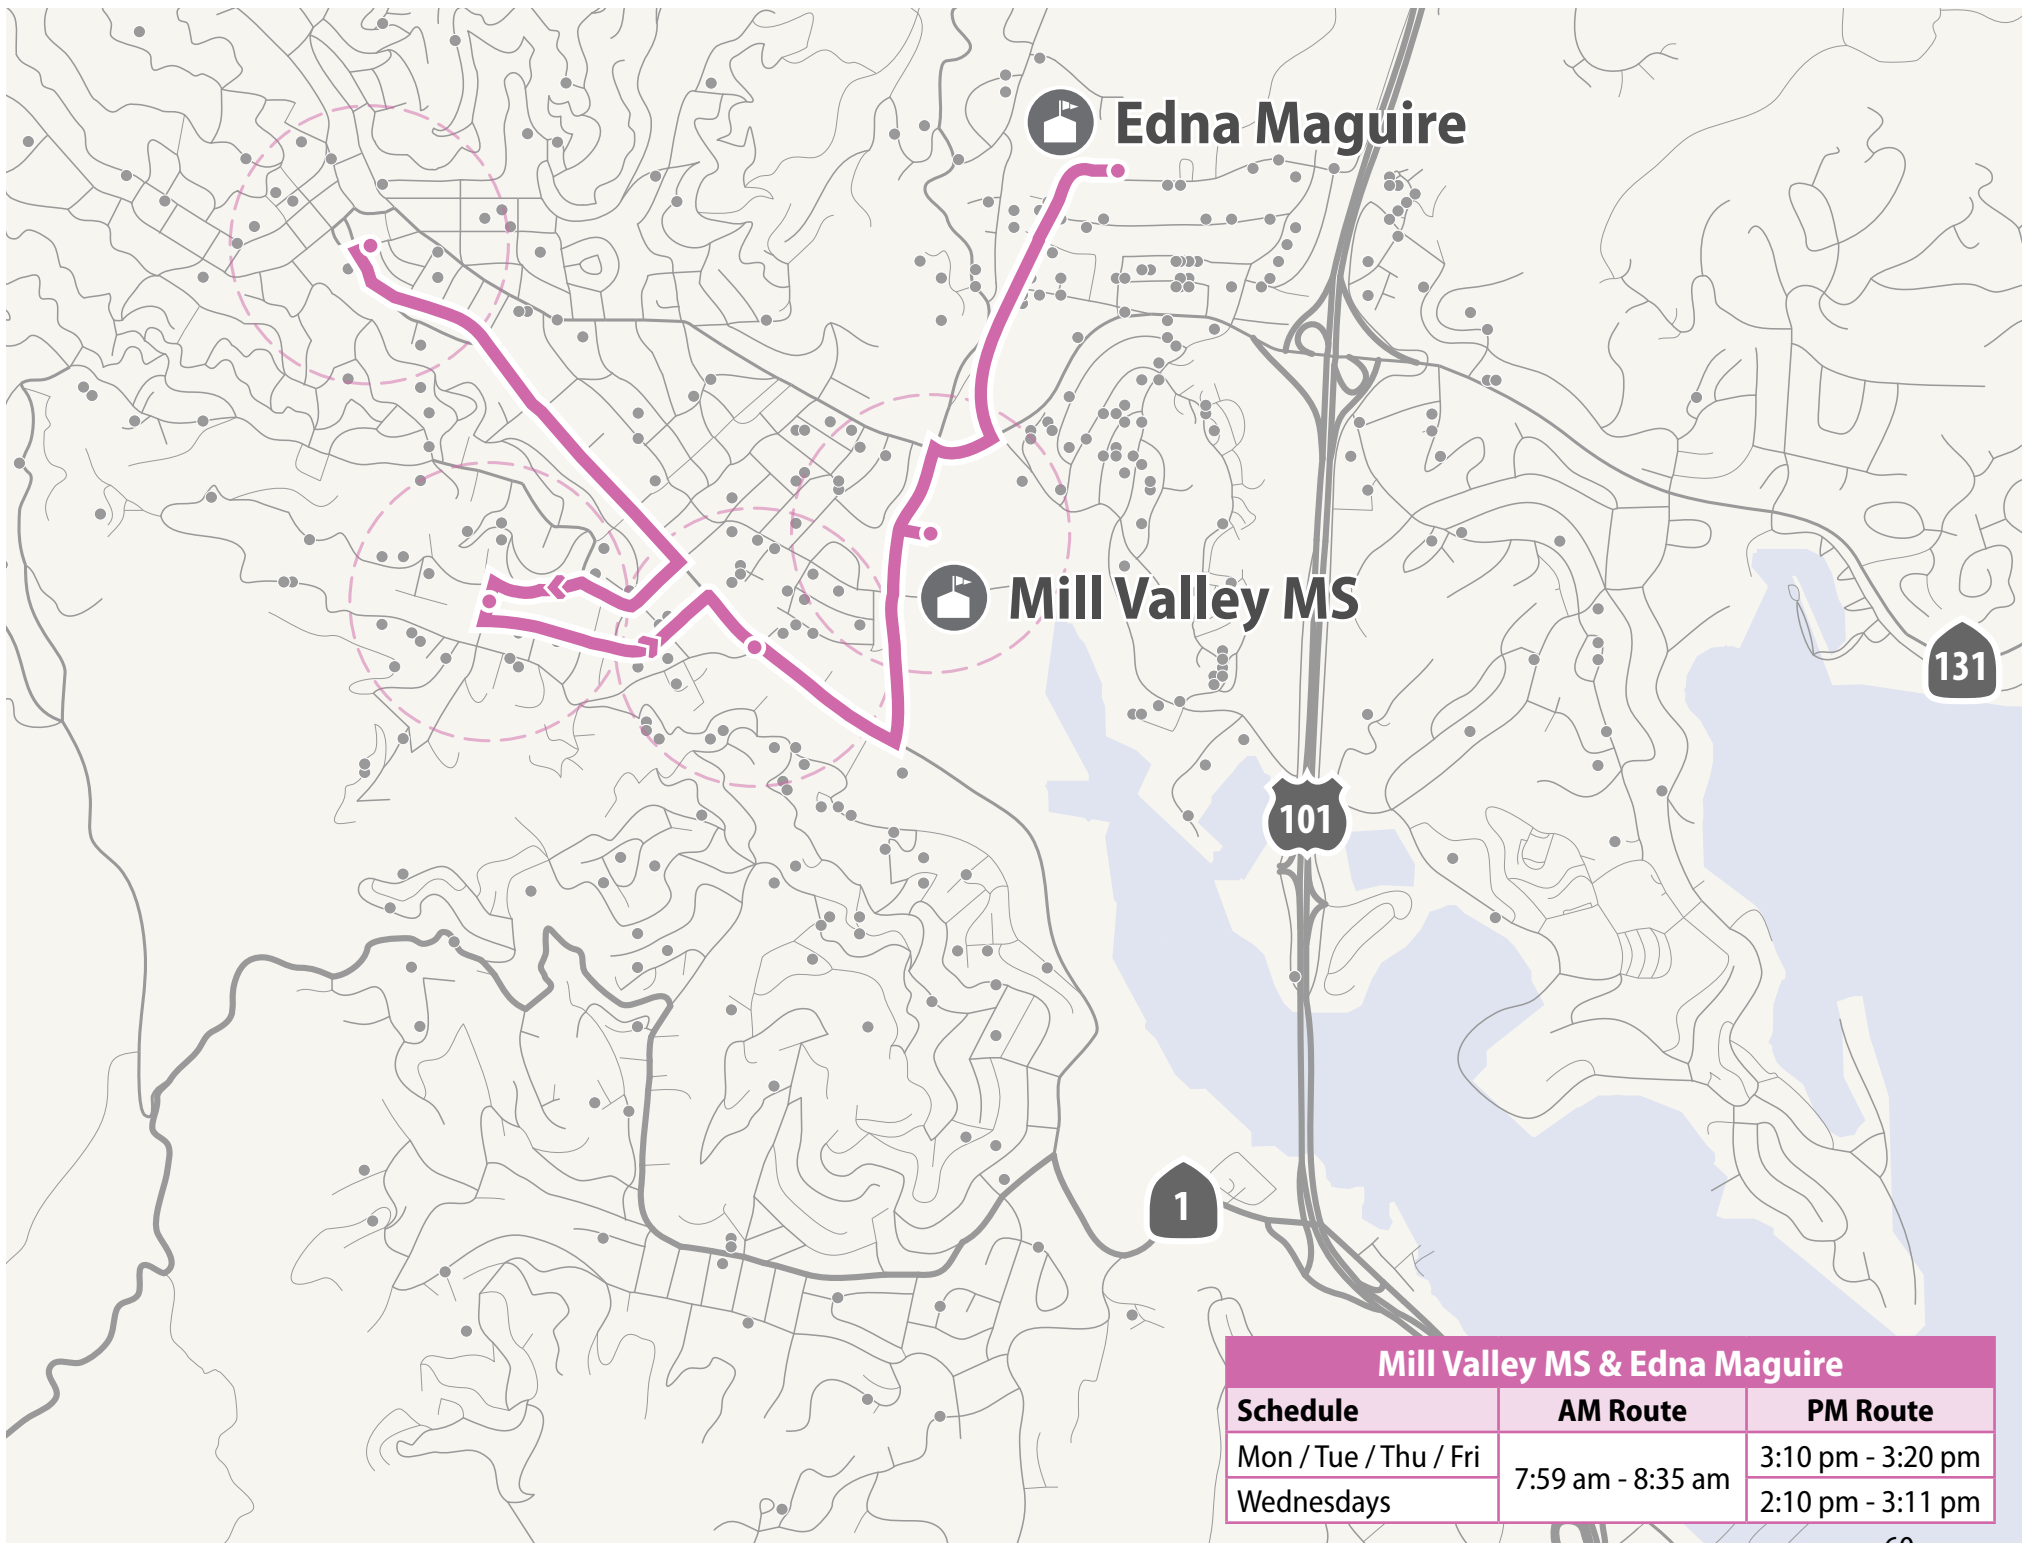 Edna Maguire
Mill Valley MS
131
101
1
Mill Valley MS & Edna Maguire
Schedule AM Route PM Route
Mon / Tue / Thu / Fri 7:59 am - 8:35 am 3:10 pm - 3:20 pm
Wednesdays 2:10 pm - 3:11 pm